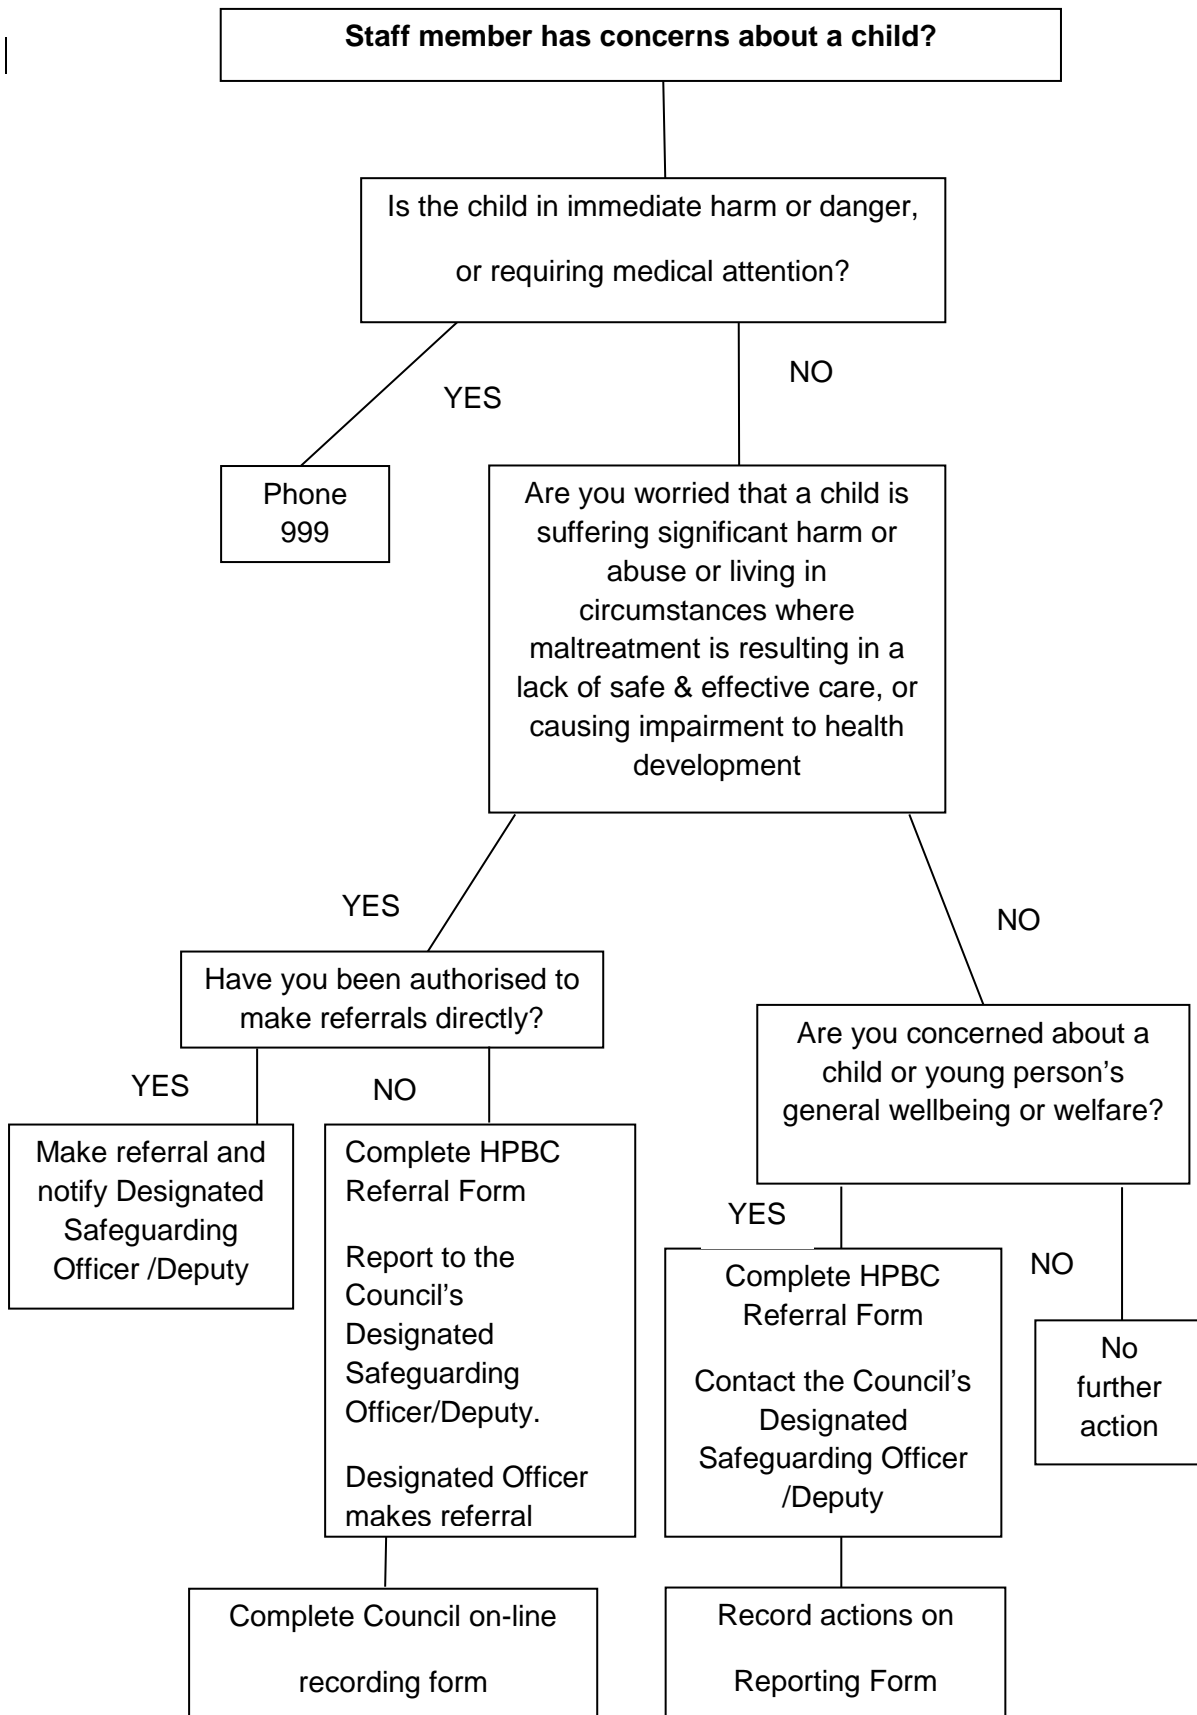 Staff member has concerns about a child?
Is the child in immediate harm or danger,
or requiring medical attention?
YES
NO
Phone
999
Are you worried that a child is
suffering significant harm or
abuse or living in
circumstances where
maltreatment is resulting in a
lack of safe & effective care, or
causing impairment to health
development
YES
NO
Have you been authorised to
make referrals directly?
Are you concerned about a
child or young person's
general wellbeing or welfare?
YES
NO
Make referral and
notify Designated
Safeguarding
Officer /Deputy
Complete HPBC
Referral Form
Report to the
Council's
Designated
Safeguarding
Officer/Deputy.
Designated Officer
makes referral
YES
NO
Complete HPBC
Referral Form
Contact the Council's
Designated
Safeguarding Officer
/Deputy
No
further
action
Complete Council on-line
recording form
Record actions on
Reporting Form